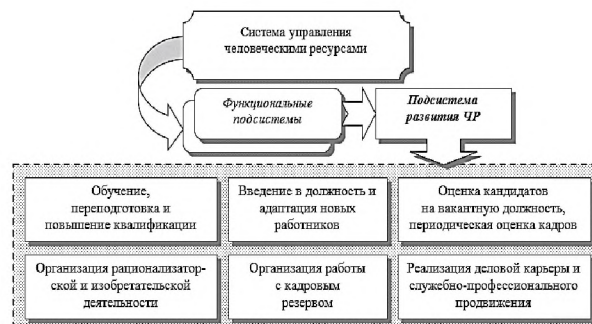 Система управления
человеческими ресурсами
Функциональные
подсистемы
Подсистема
развития ЧР
Обучение,
переподготовка и
повышение квалификации
Введение в должность и
адаптация новых
работников
Оценка кандидатов
на вакантную должность,
периодическая оценка кадров
Организация рационализатор-
ской и изобретательской
деятельности
Организация работы
с кадровым
резервом
Реализация деловой карьеры и
служебно-профессионального
продвижения